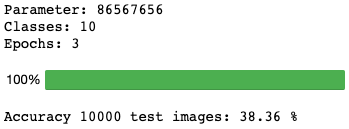 Parameter: 86567656
Classes: 10
Epochs: 3
100%
Accuracy 10000 test images: 38.36 %